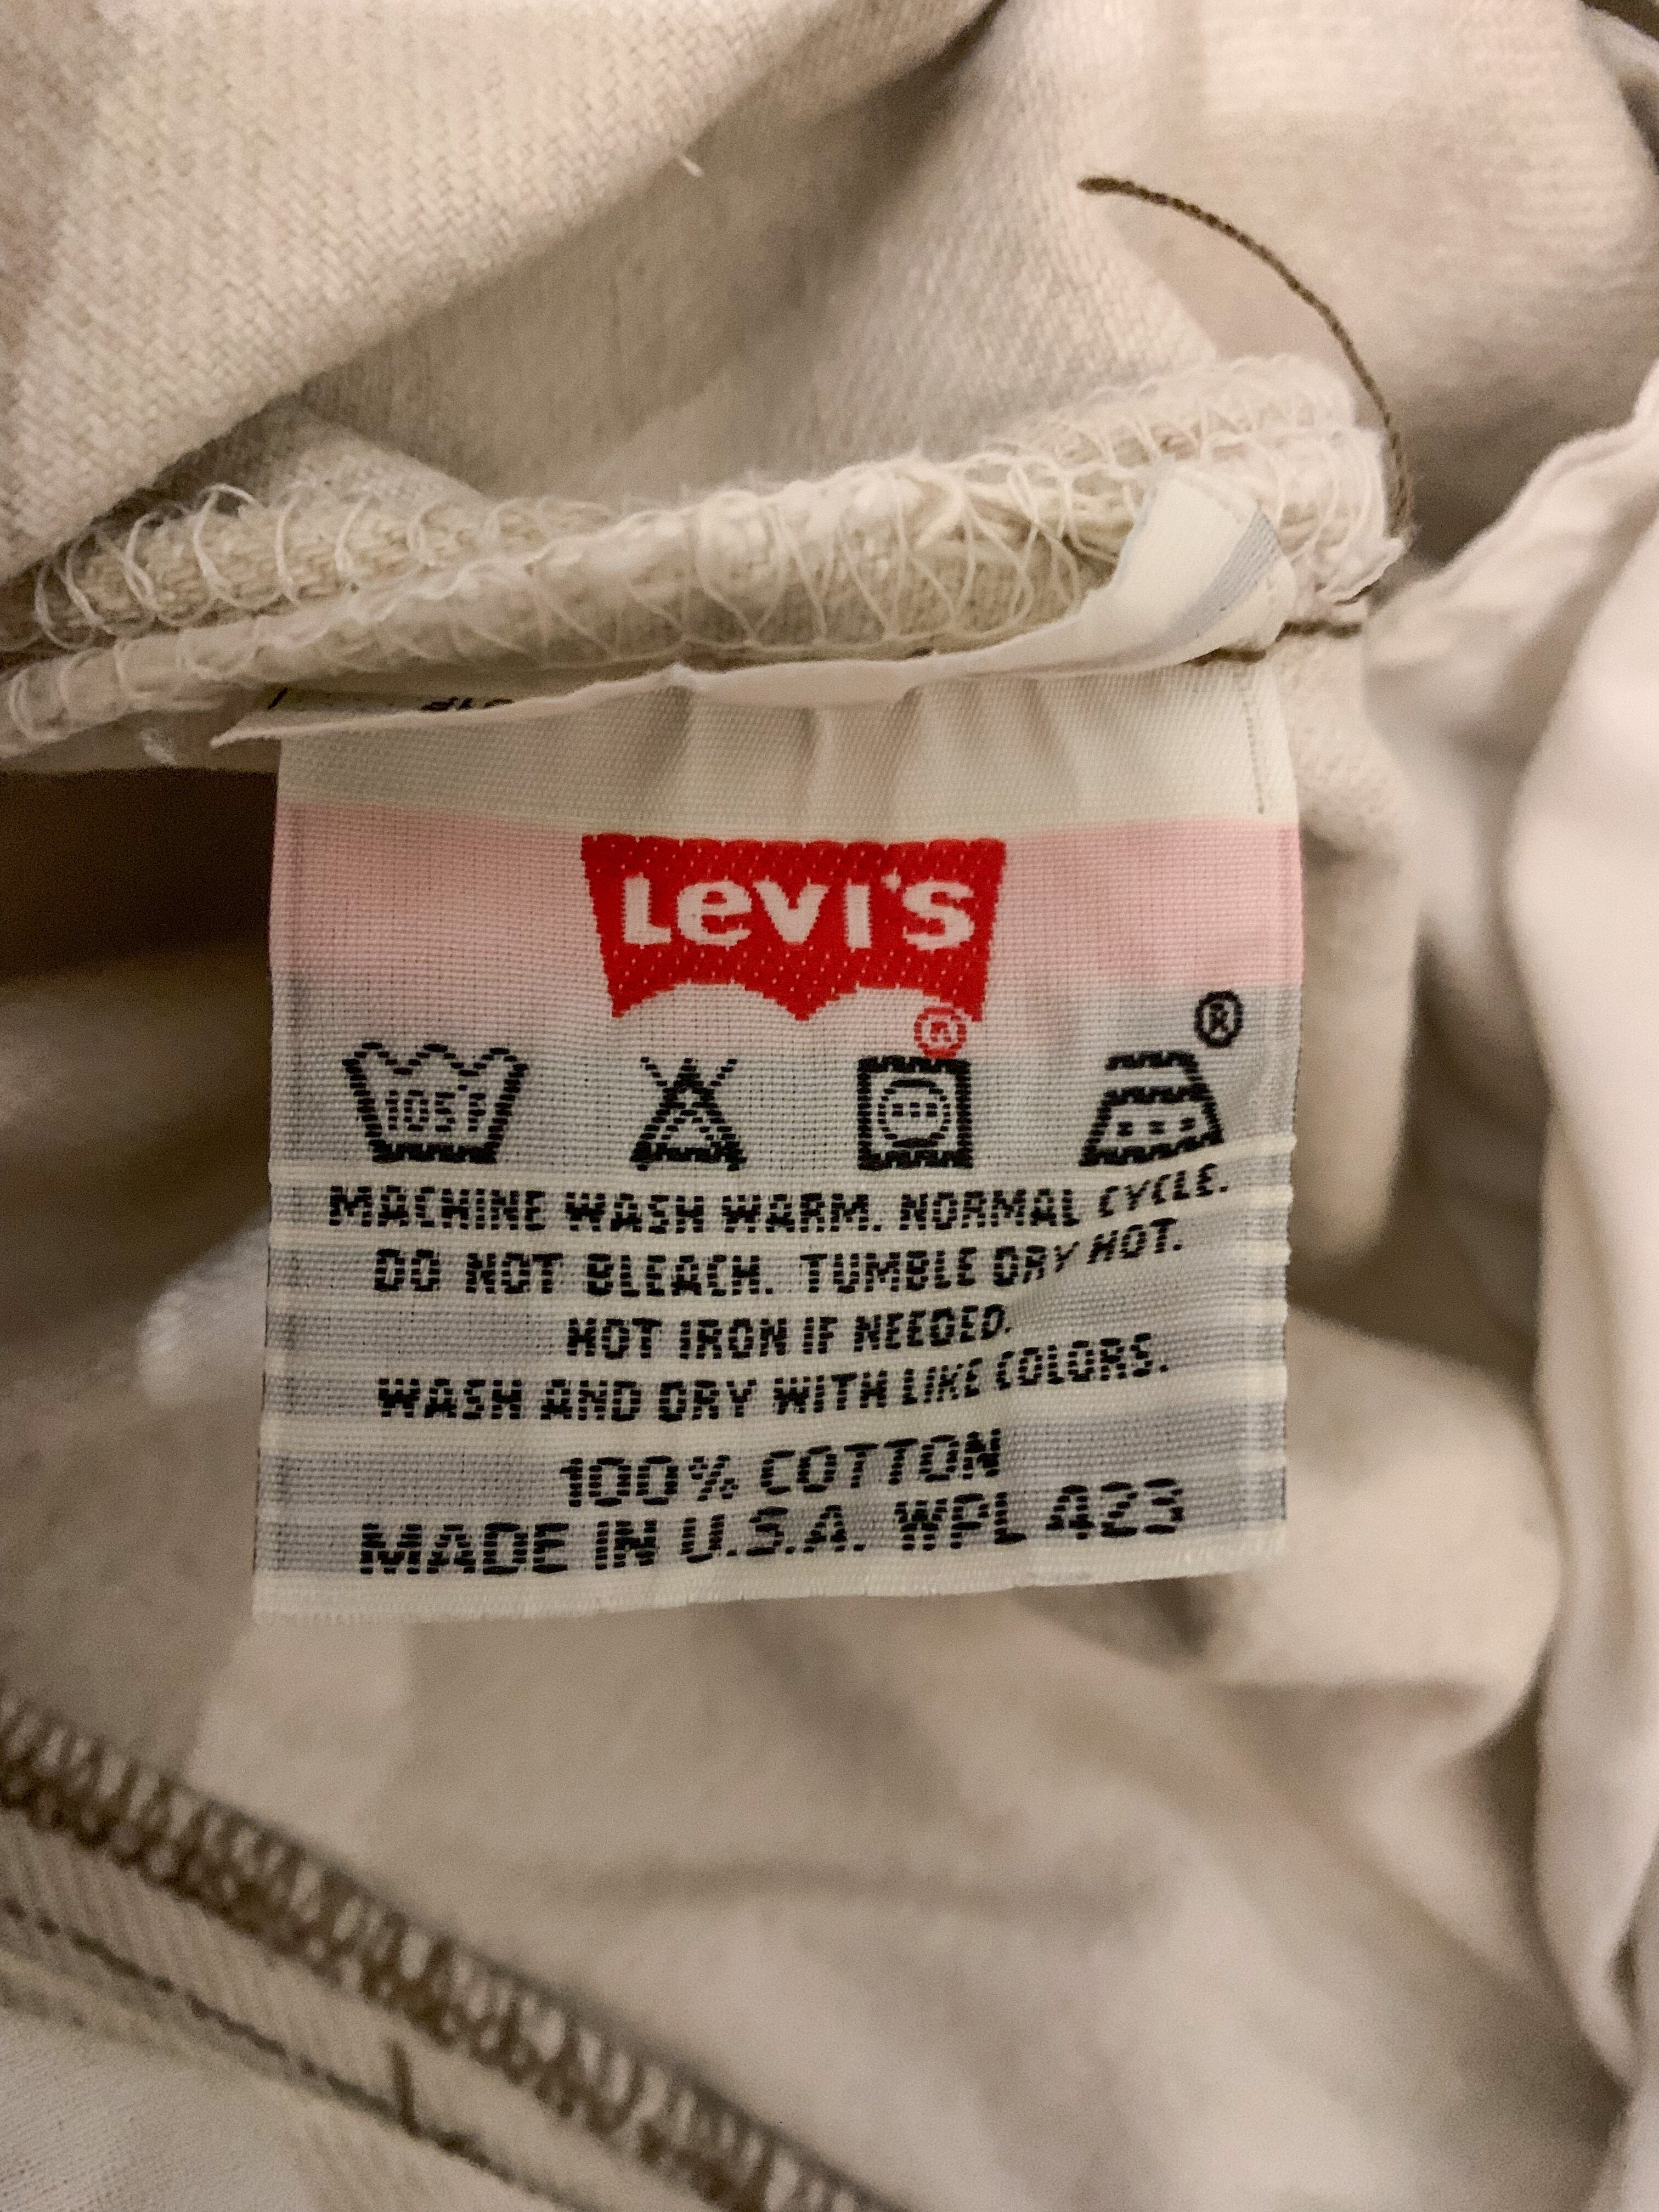 Levi's
®
®
105F
MACHINE WASH WARM. NORMAL CYCLE.
DO NOT BLEACH. TUMBLE DRY HOT.
HOT IRON IF NEEDED.
WASH AND DRY WITH LIKE COLORS.
100% COTTON
MADE IN U.S.A. WPL 423